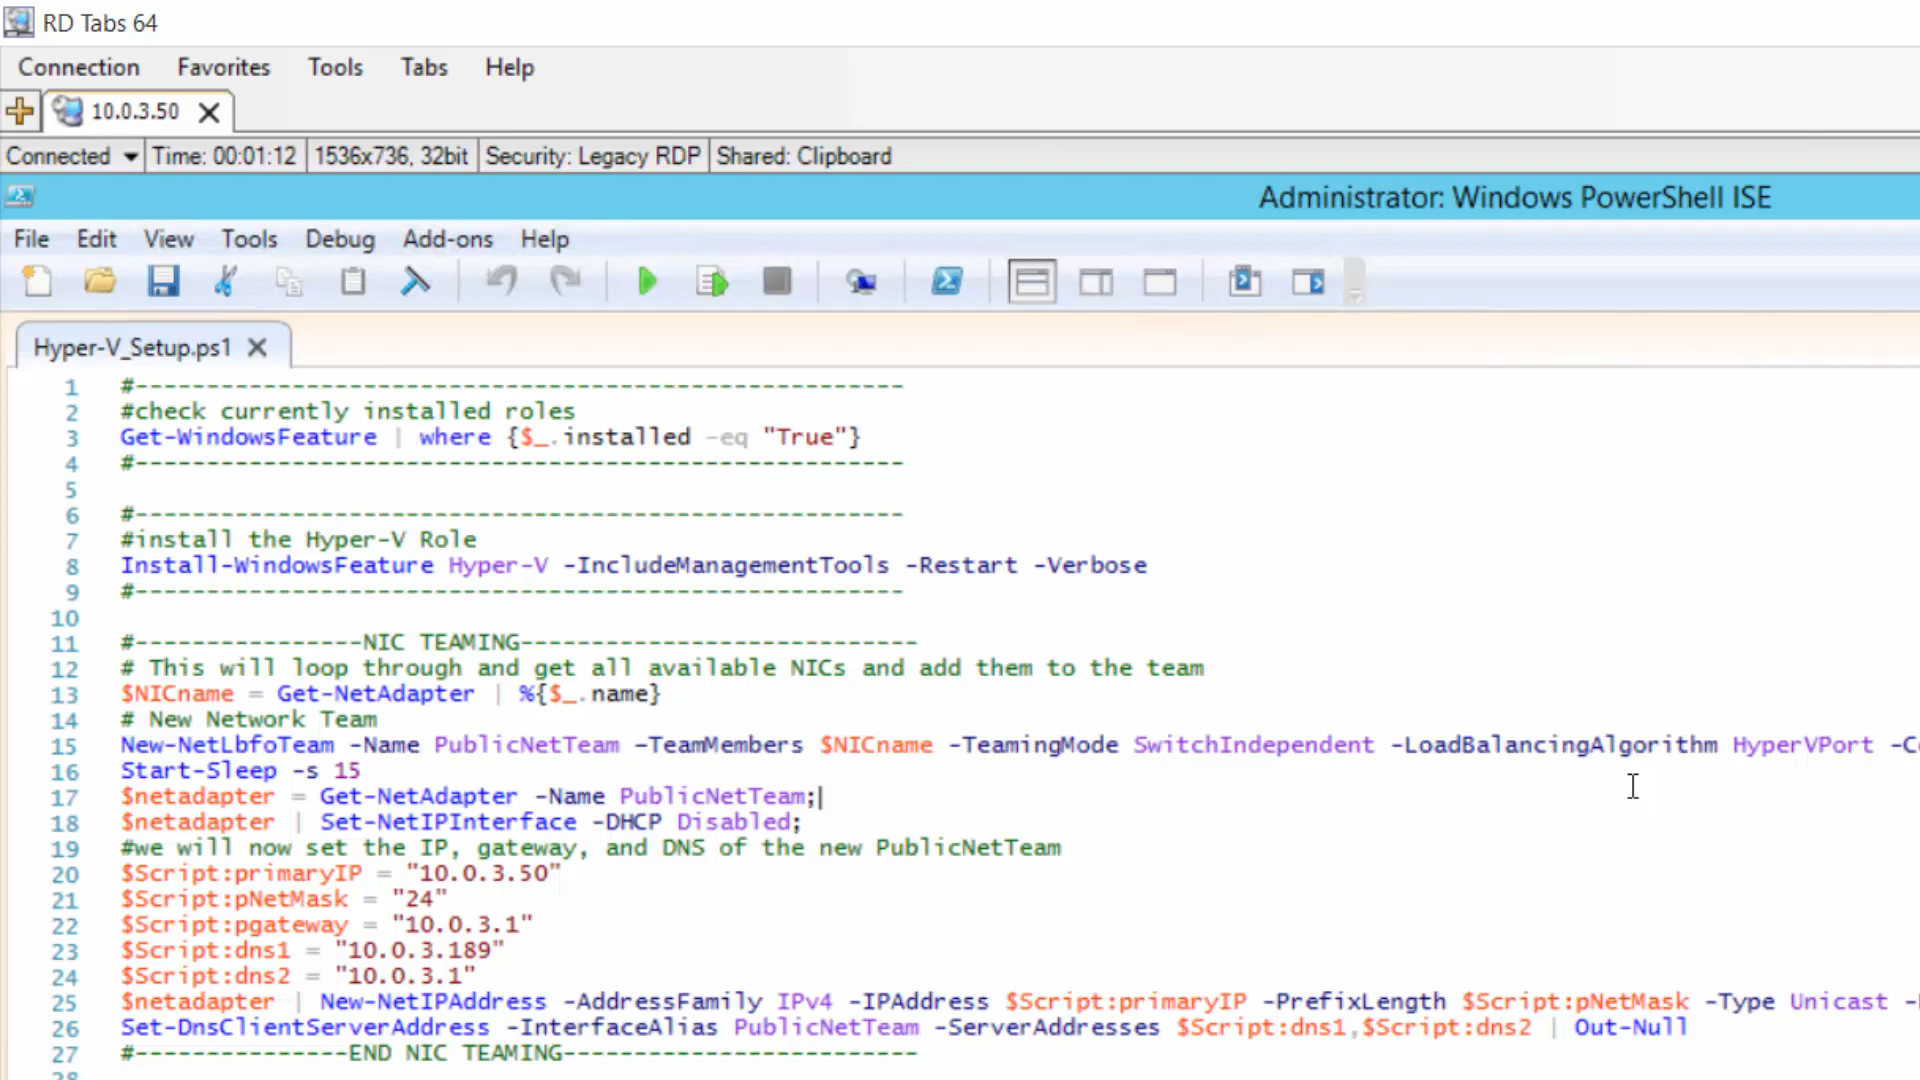 RD Tabs 64
Connection Favorites Tools Tabs Help
10.0.3.50
Connected Time: 00:01:12 1536x736, 32bit Security: Legacy RDP Shared: Clipboard
Administrator: Windows PowerShell ISE
File Edit View Tools Debug Add-ons Help
Hyper-V_Setup.ps1
1 #------------------------------------------------------
2 #check currently installed roles
3 Get-WindowsFeature | where {$_.installed -eq "True"}
4 #------------------------------------------------------
5
6 #------------------------------------------------------
7 #install the Hyper-V Role
8 Install-WindowsFeature Hyper-V -IncludeManagementTools -Restart -Verbose
9 #------------------------------------------------------
10
11 #----------------NIC TEAMING----------------------------
12 # This will loop through and get all available NICs and add them to the team
13 $NICname = Get-NetAdapter | %{$_.name}
14 # New Network Team
15 New-NetLbfoTeam -Name PublicNetTeam -TeamMembers $NICname -TeamingMode SwitchIndependent -LoadBalancingAlgorithm HyperVPort
16 Start-Sleep -s 15
17 $netadapter = Get-NetAdapter -Name PublicNetTeam;
18 $netadapter | Set-NetIPInterface -DHCP Disabled;
19 #we will now set the IP, gateway, and DNS of the new PublicNetTeam
20 $Script:primaryIP = "10.0.3.50"
21 $Script:pNetMask = "24"
22 $Script:pgateway = "10.0.3.1"
23 $Script:dns1 = "10.0.3.189"
24 $Script:dns2 = "10.0.3.1"
25 $netadapter | New-NetIPAddress -AddressFamily IPv4 -IPAddress $Script:primaryIP -PrefixLength $Script:pNetMask -Type Unicast
26 Set-DnsClientServerAddress -InterfaceAlias PublicNetTeam -ServerAddresses $Script:dns1,$Script:dns2 | Out-Null
27 #---------------END NIC TEAMING-------------------------